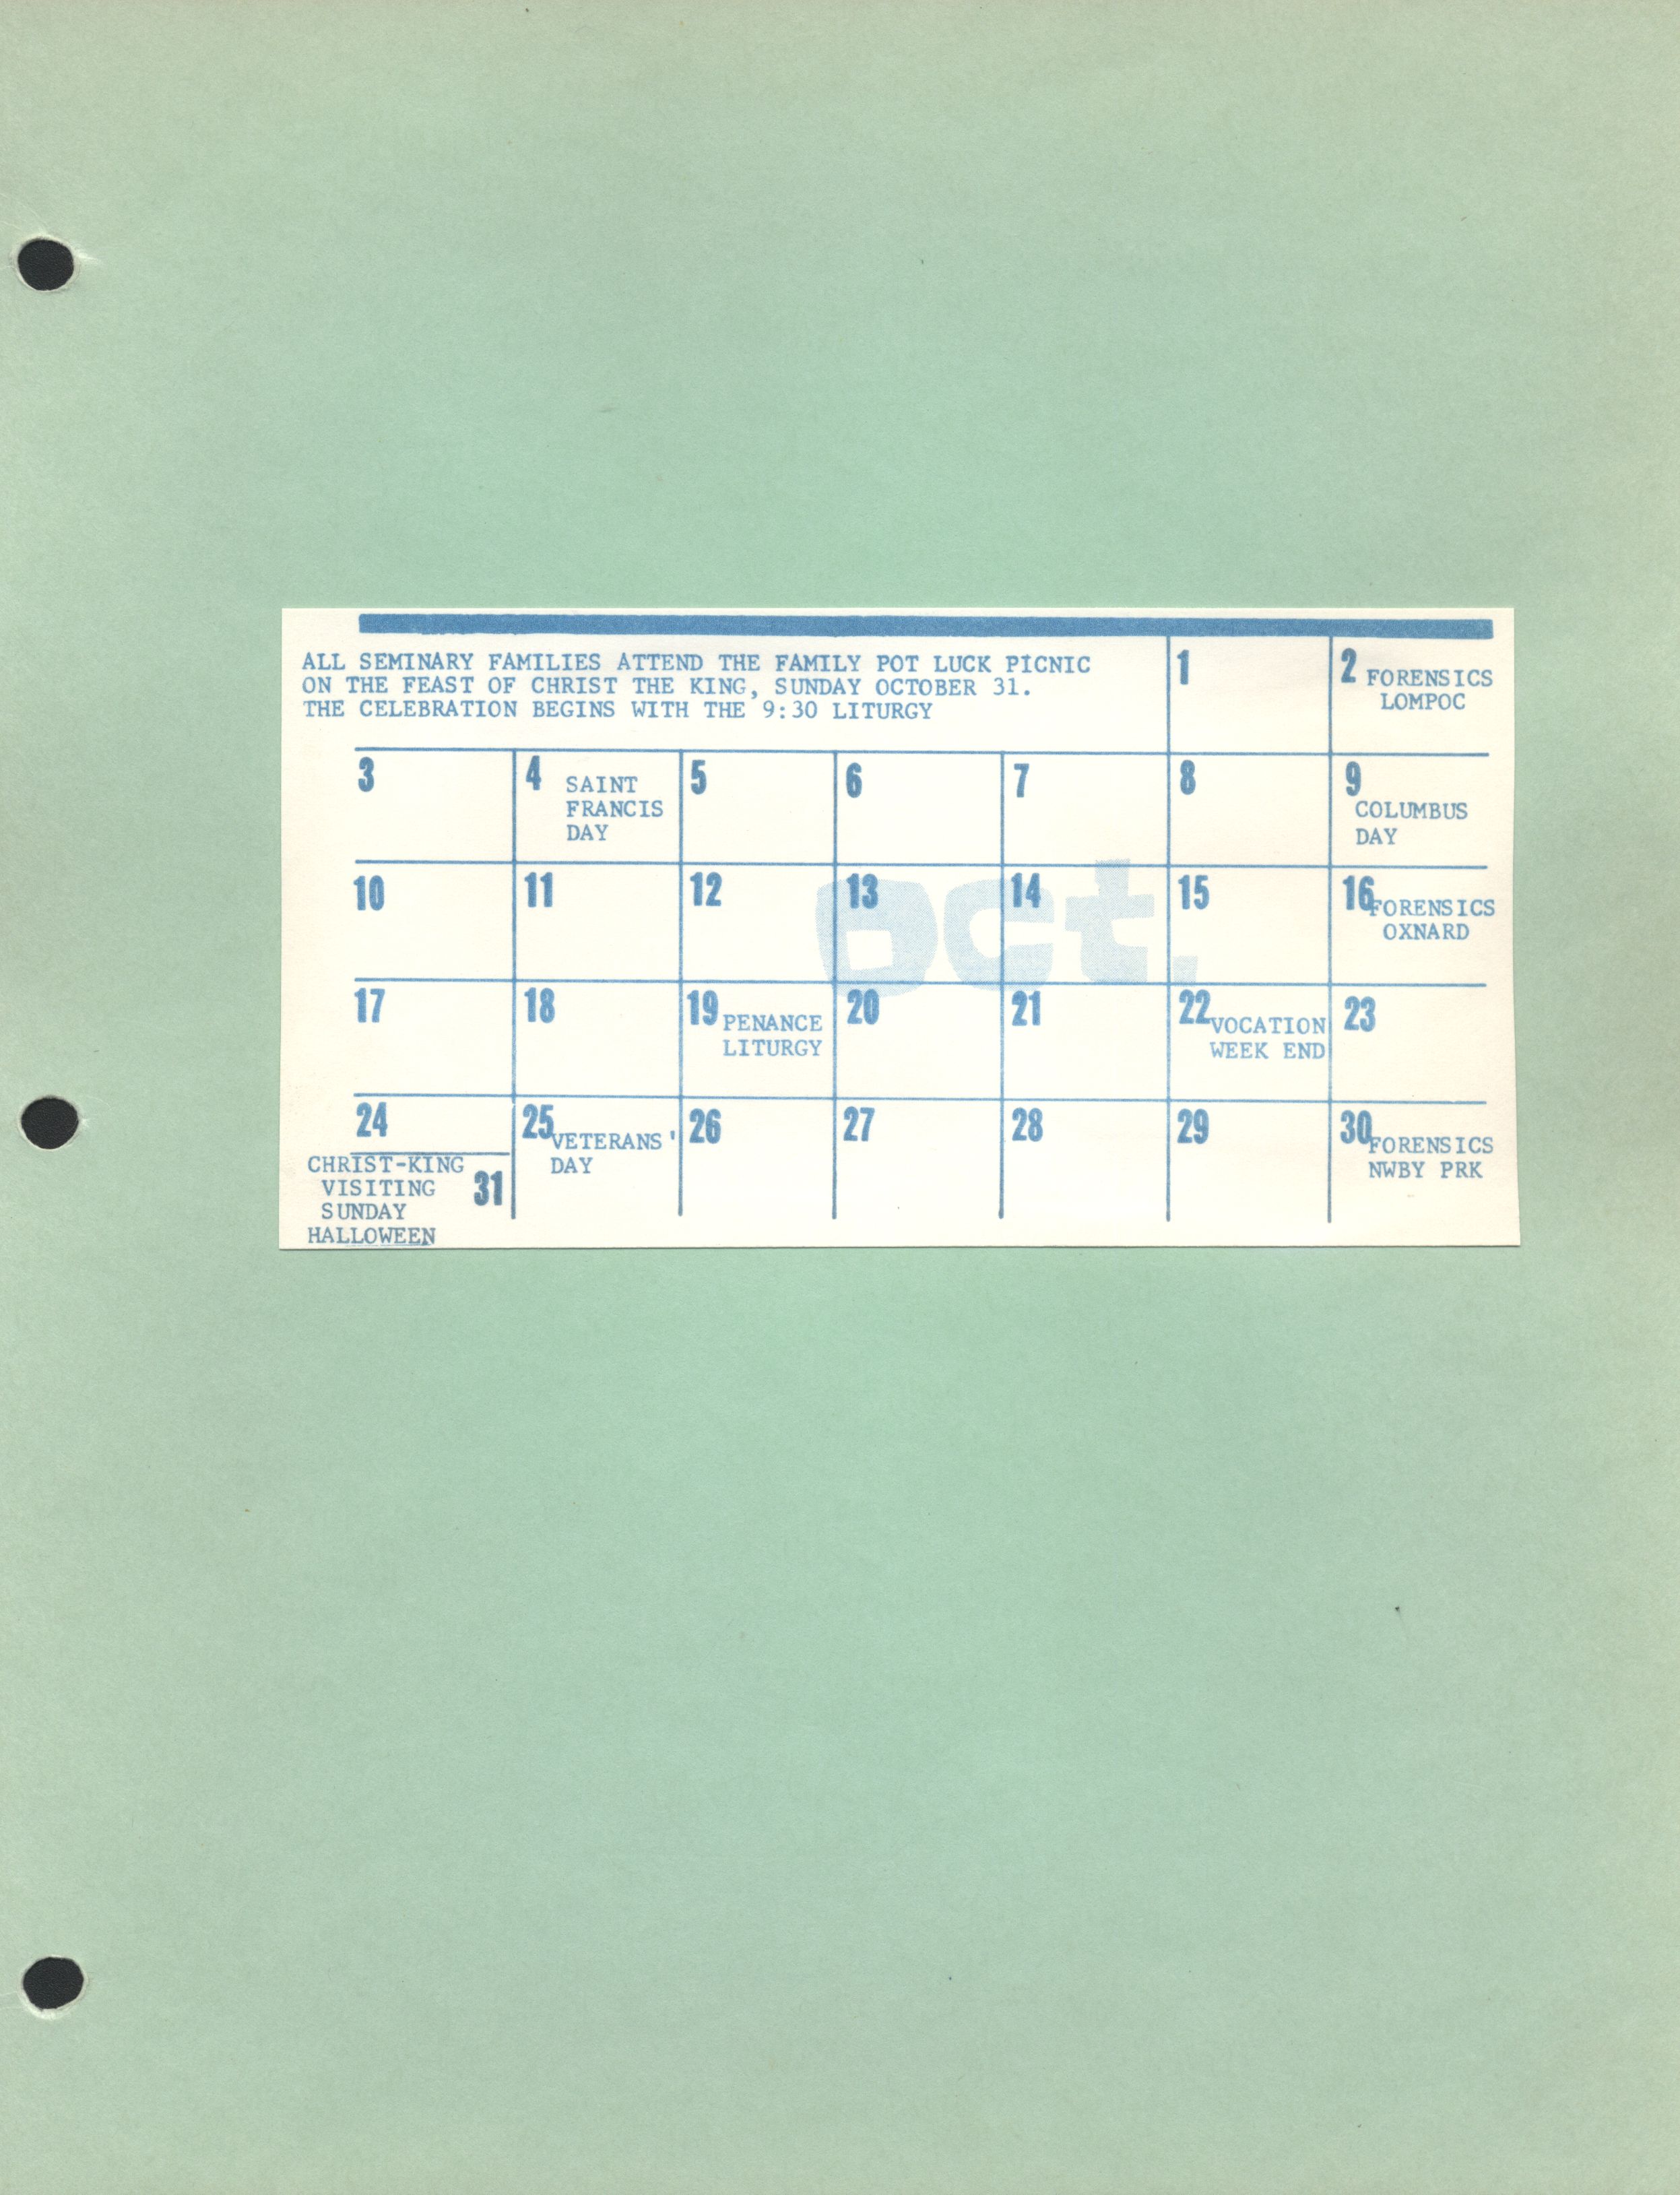 ALL SEMINARY FAMILIES ATTEND THE FAMILY POT LUCK PICNIC
ON THE FEAST OF CHRIST THE KING, SUNDAY OCTOBER 31.
THE CELEBRATION BEGINS WITH THE 9:30 LITURGY
1
2 FORENSICS
LOMPOC
3
4 SAINT
FRANCIS
DAY
5
6
7
8
9
COLUMBUS
DAY
oct.
10
11
12
13
14
15
16 FORENSICS
OXNARD
17
18
19 PENANCE
LITURGY
20
21
22 VOCATION
WEEK END
23
24
25 VETERANS'
DAY
26
27
28
29
30 FORENSICS
NWBY PRK
CHRIST-KING
VISITING 31
SUNDAY
HALLOWEEN